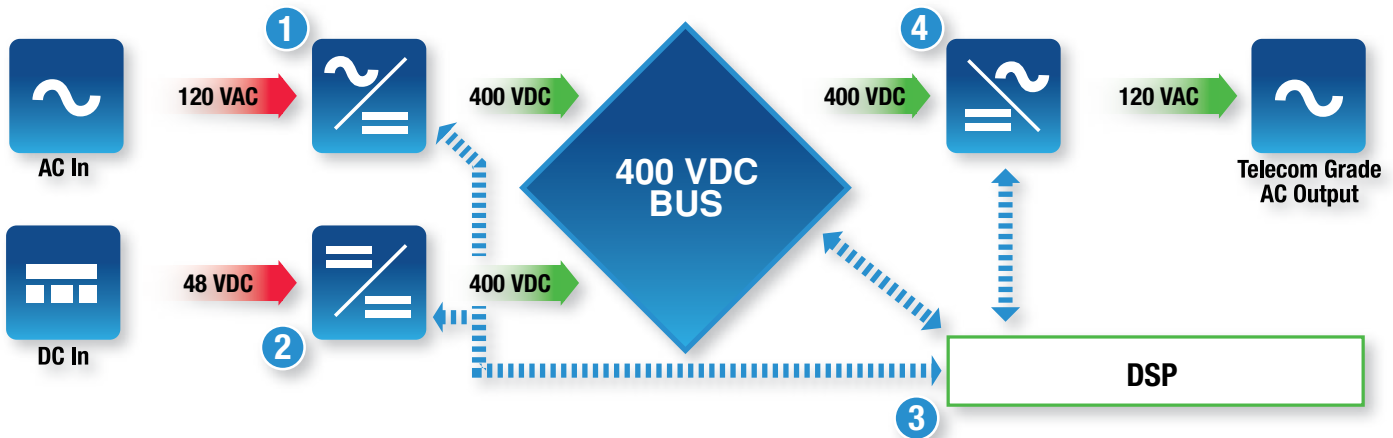 1
4
120 VAC
400 VDC
400 VDC
120 VAC
AC In
400 VDC
BUS
Telecom Grade
AC Output
48 VDC
400 VDC
2
DC In
DSP
3